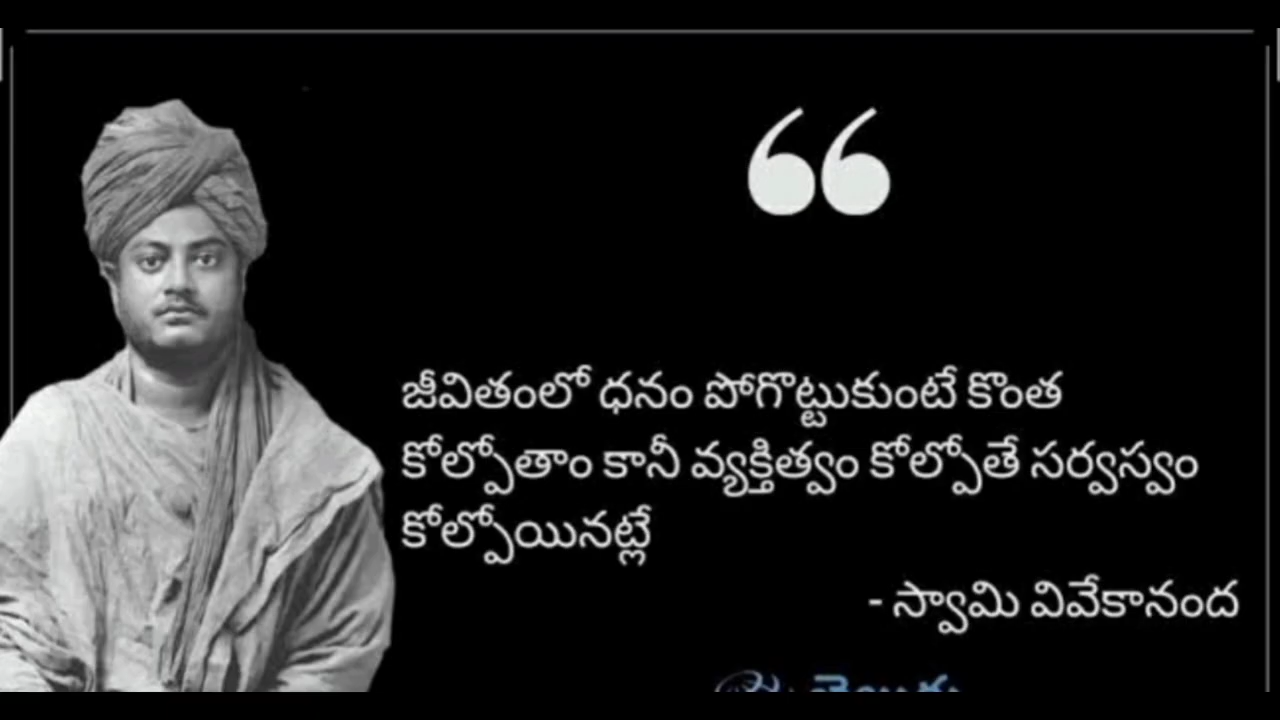 “
జీవితంలో ధనం పోగొట్టుకుంటే కొంత
కోల్పోతాం కానీ వ్యక్తిత్వం కోల్పోతే సర్వస్వం
కోల్పోయినట్లే
- స్వామి వివేకానంద